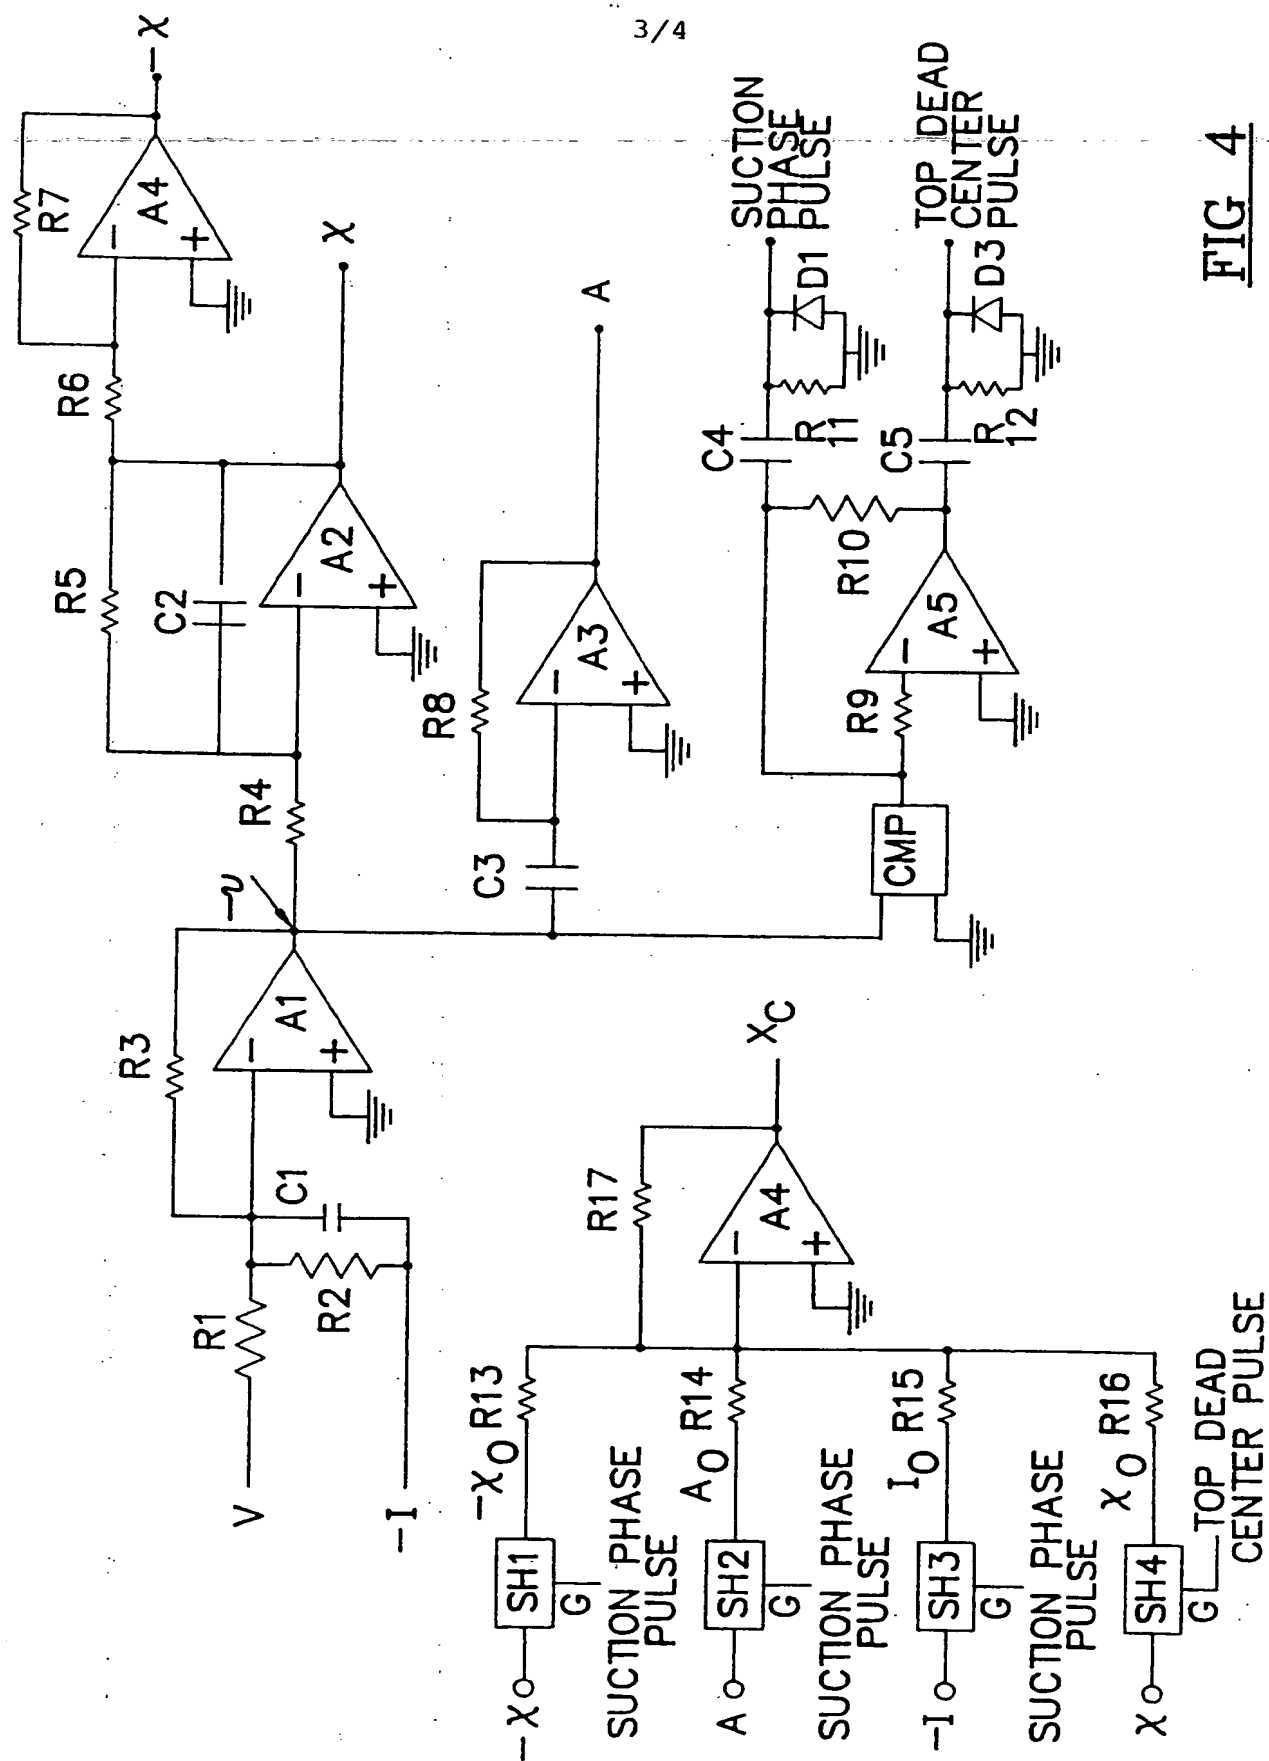 3/4
-χ
R7
A4
-
+
R6
χ
R5
C2
A2
-
+
R4
-v
R3
A1
-
+
C1
R1
R2
V
-I
A
R8
A3
-
+
C3
SUCTION
PHASE
PULSE
D1
C4
R
11
TOP DEAD
CENTER
PULSE
D3
C5
R
12
R10
A5
-
+
R9
CMP
XC
R17
A4
-
+
-χO R13
SH1
G
-χ
SUCTION PHASE
PULSE
AO R14
SH2
G
A
SUCTION PHASE
PULSE
IO R15
SH3
G
-I
SUCTION PHASE
PULSE
χO R16
SH4
G
χ
TOP DEAD
CENTER PULSE
FIG 4